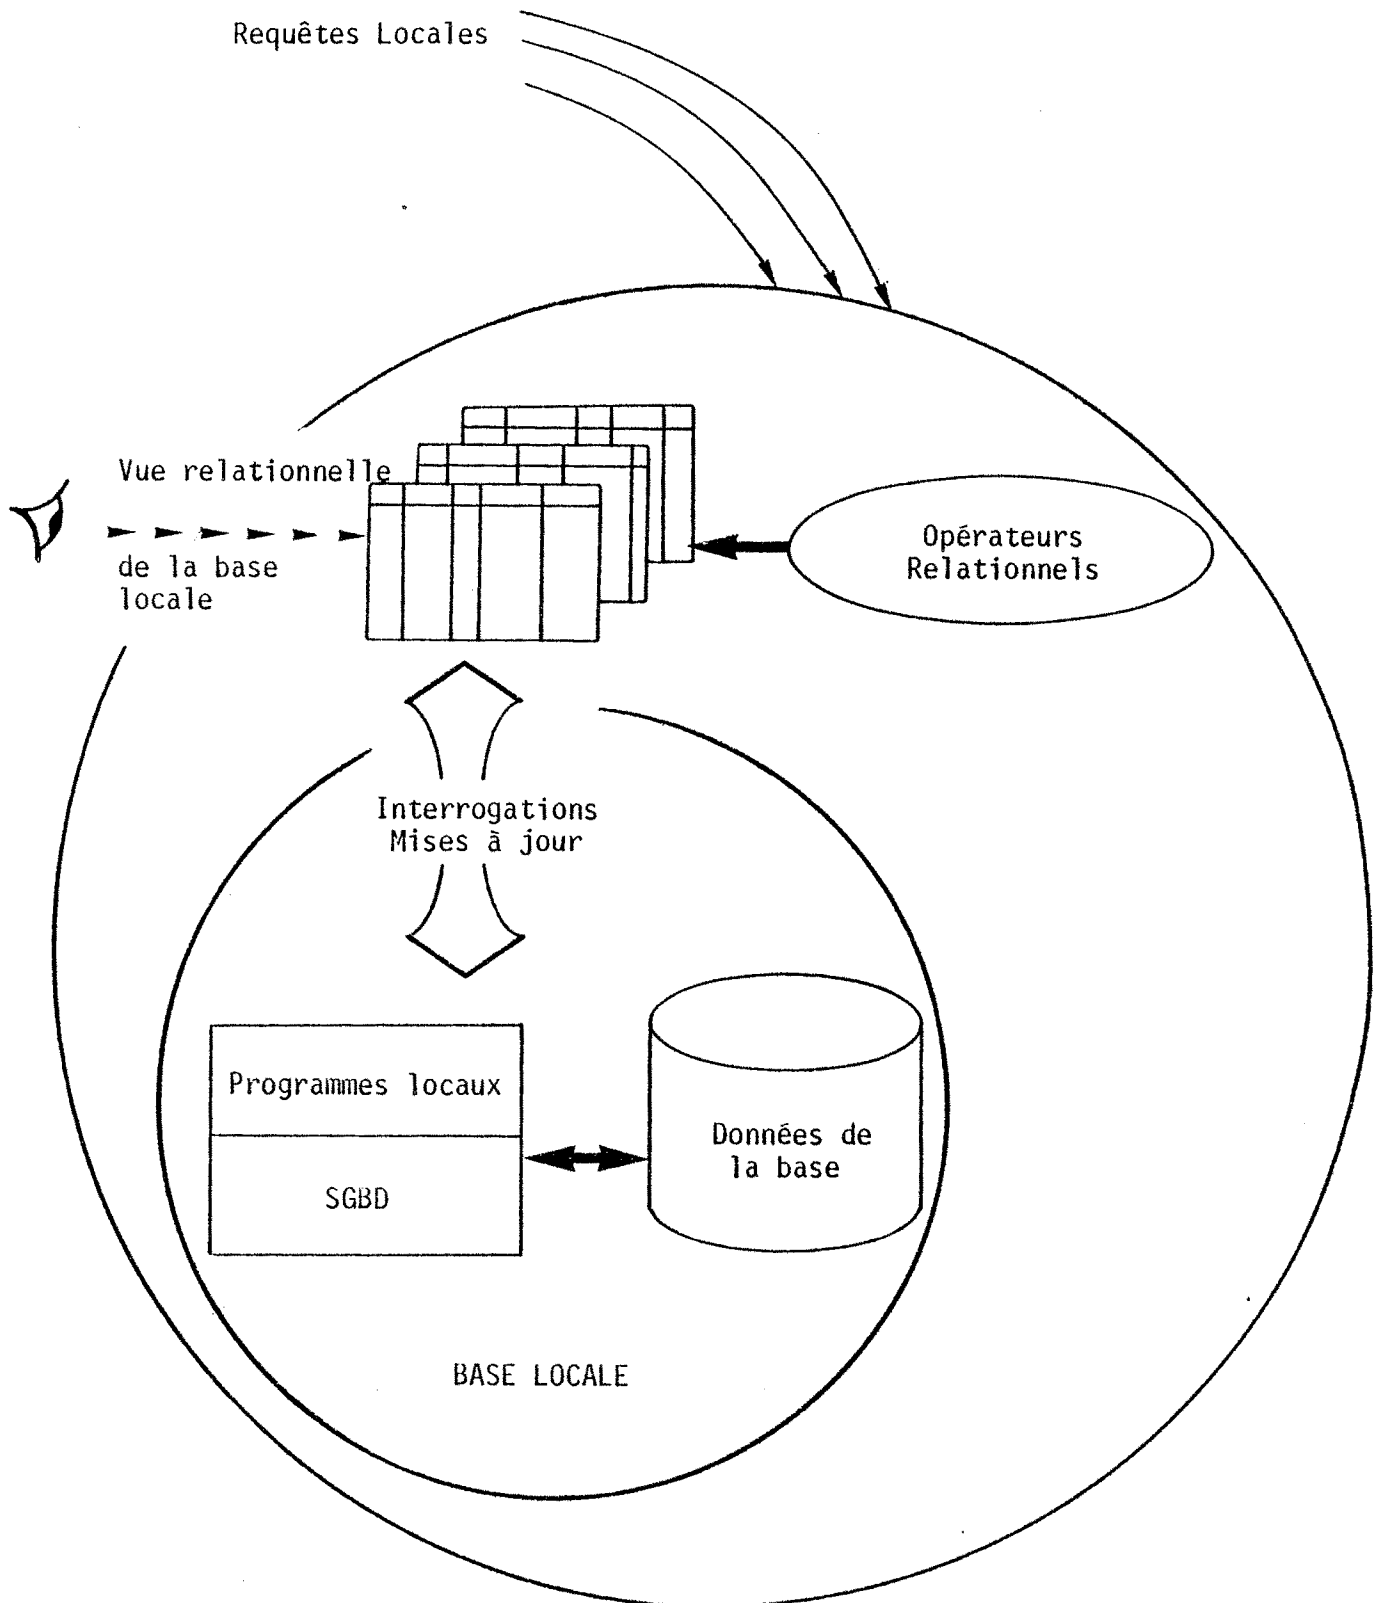 Requêtes Locales
Vue relationnelle
de la base
locale
Opérateurs
Relationnels
Interrogations
Mises à jour
Programmes locaux
SGBD
Données de
la base
BASE LOCALE